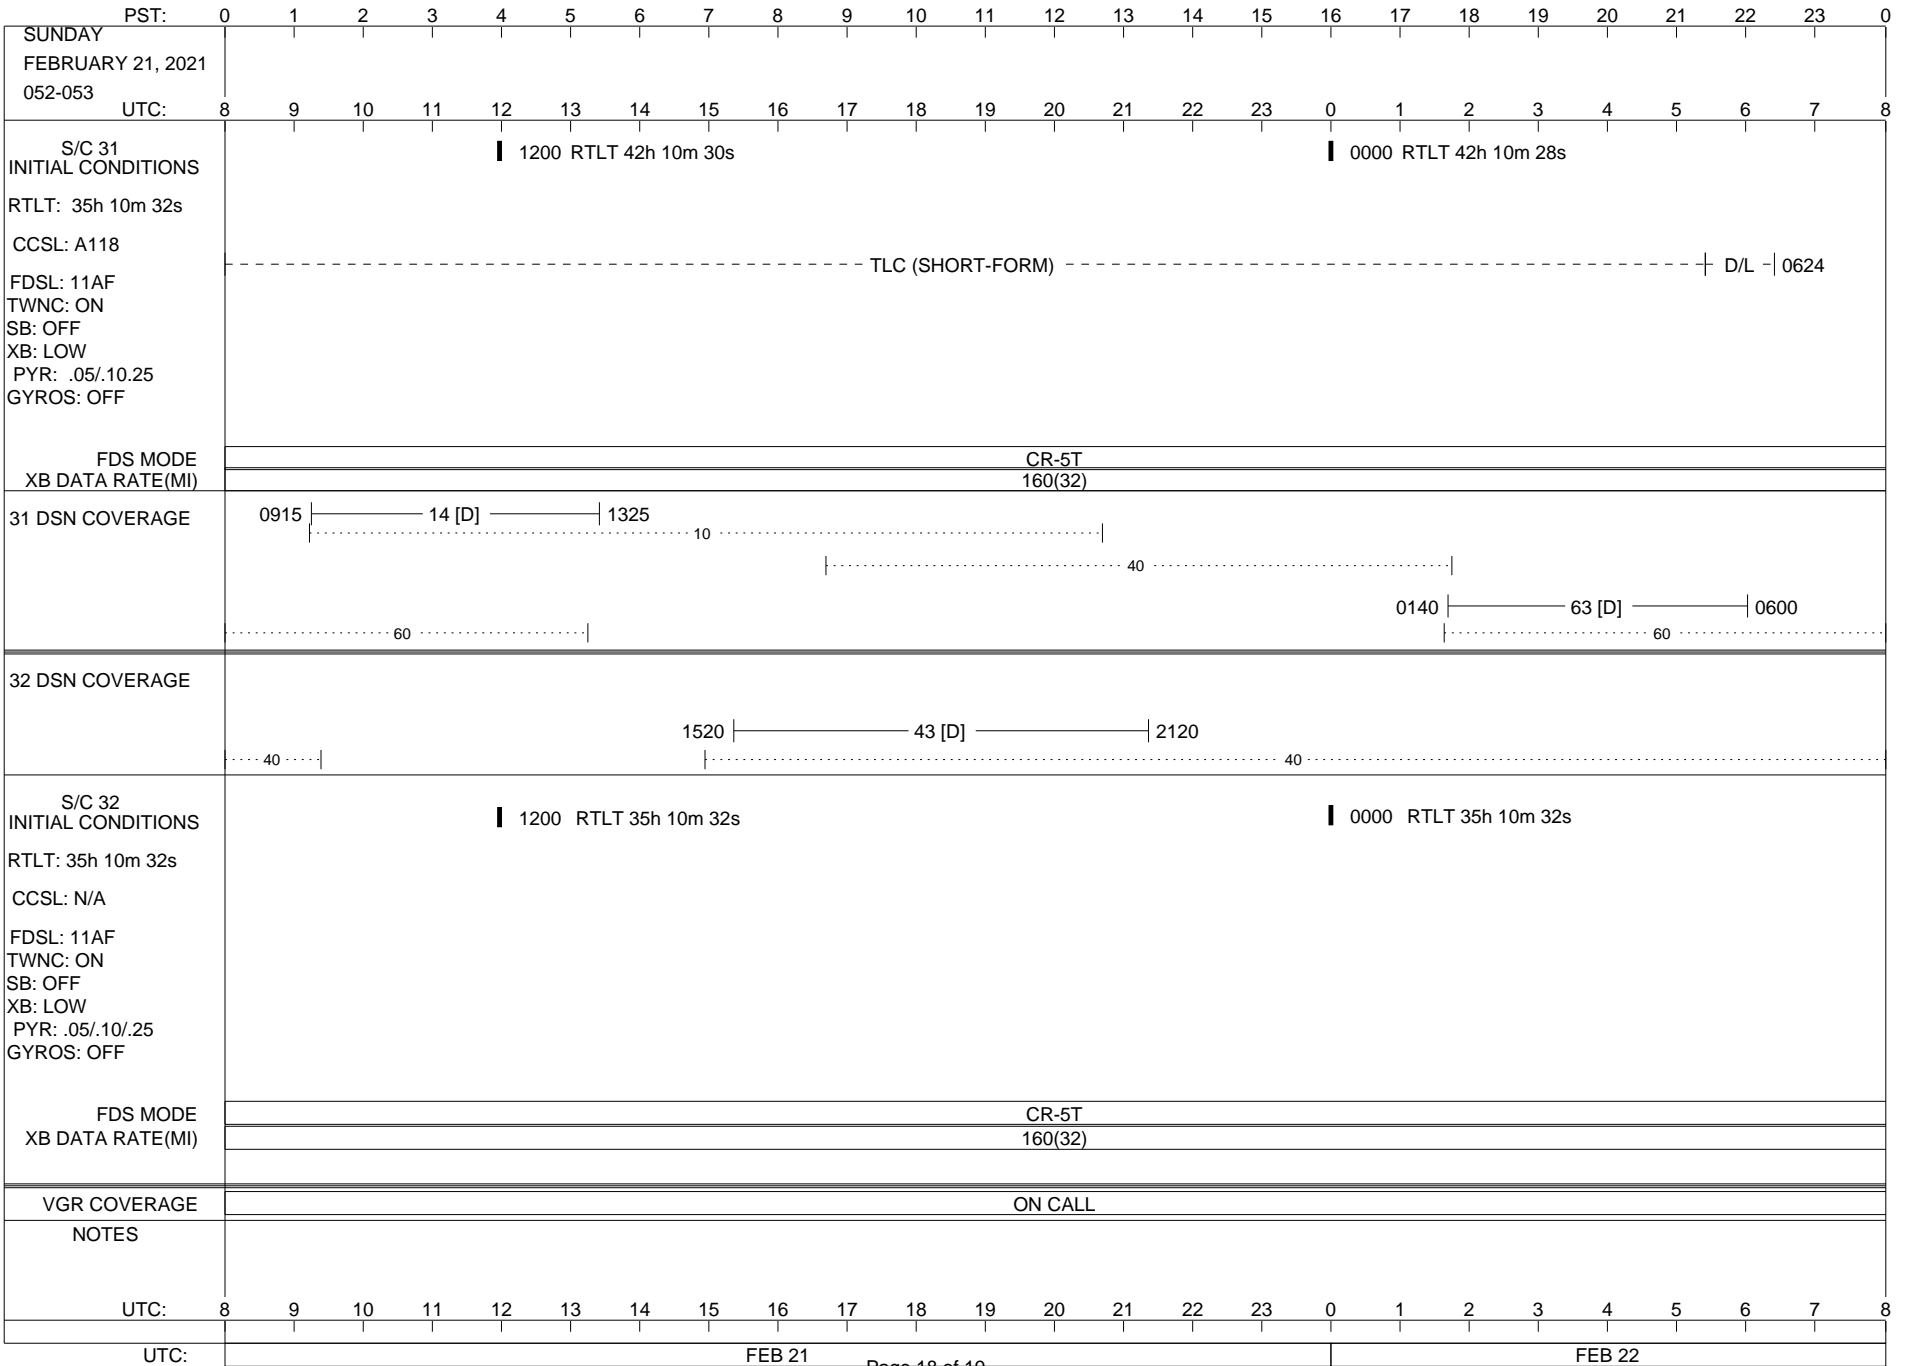 PST: 0 1 2 3 4 5 6 7 8 9 10 11 12 13 14 15 16 17 18 19 20 21 22 23 0
SUNDAY
FEBRUARY 21, 2021
052-053
UTC: 8 9 10 11 12 13 14 15 16 17 18 19 20 21 22 23 0 1 2 3 4 5 6 7 8
S/C 31
INITIAL CONDITIONS
1200 RTLT 42h 10m 30s
0000 RTLT 42h 10m 28s
RTLT: 35h 10m 32s
CCSL: A118
TLC (SHORT-FORM)
D/L
0624
FDSL: 11AF
TWNC: ON
SB: OFF
XB: LOW
PYR: .05/.10.25
GYROS: OFF
FDS MODE
CR-5T
XB DATA RATE(MI)
160(32)
31 DSN COVERAGE
0915 14 [D] 1325
10
40
0140 63 [D] 0600
60
60
32 DSN COVERAGE
1520 43 [D] 2120
40
40
S/C 32
INITIAL CONDITIONS
1200 RTLT 35h 10m 32s
0000 RTLT 35h 10m 32s
RTLT: 35h 10m 32s
CCSL: N/A
FDSL: 11AF
TWNC: ON
SB: OFF
XB: LOW
PYR: .05/.10/.25
GYROS: OFF
FDS MODE
CR-5T
XB DATA RATE(MI)
160(32)
VGR COVERAGE
ON CALL
NOTES
UTC: 8 9 10 11 12 13 14 15 16 17 18 19 20 21 22 23 0 1 2 3 4 5 6 7 8
UTC:
FEB 21
FEB 22
Page 18 of 19